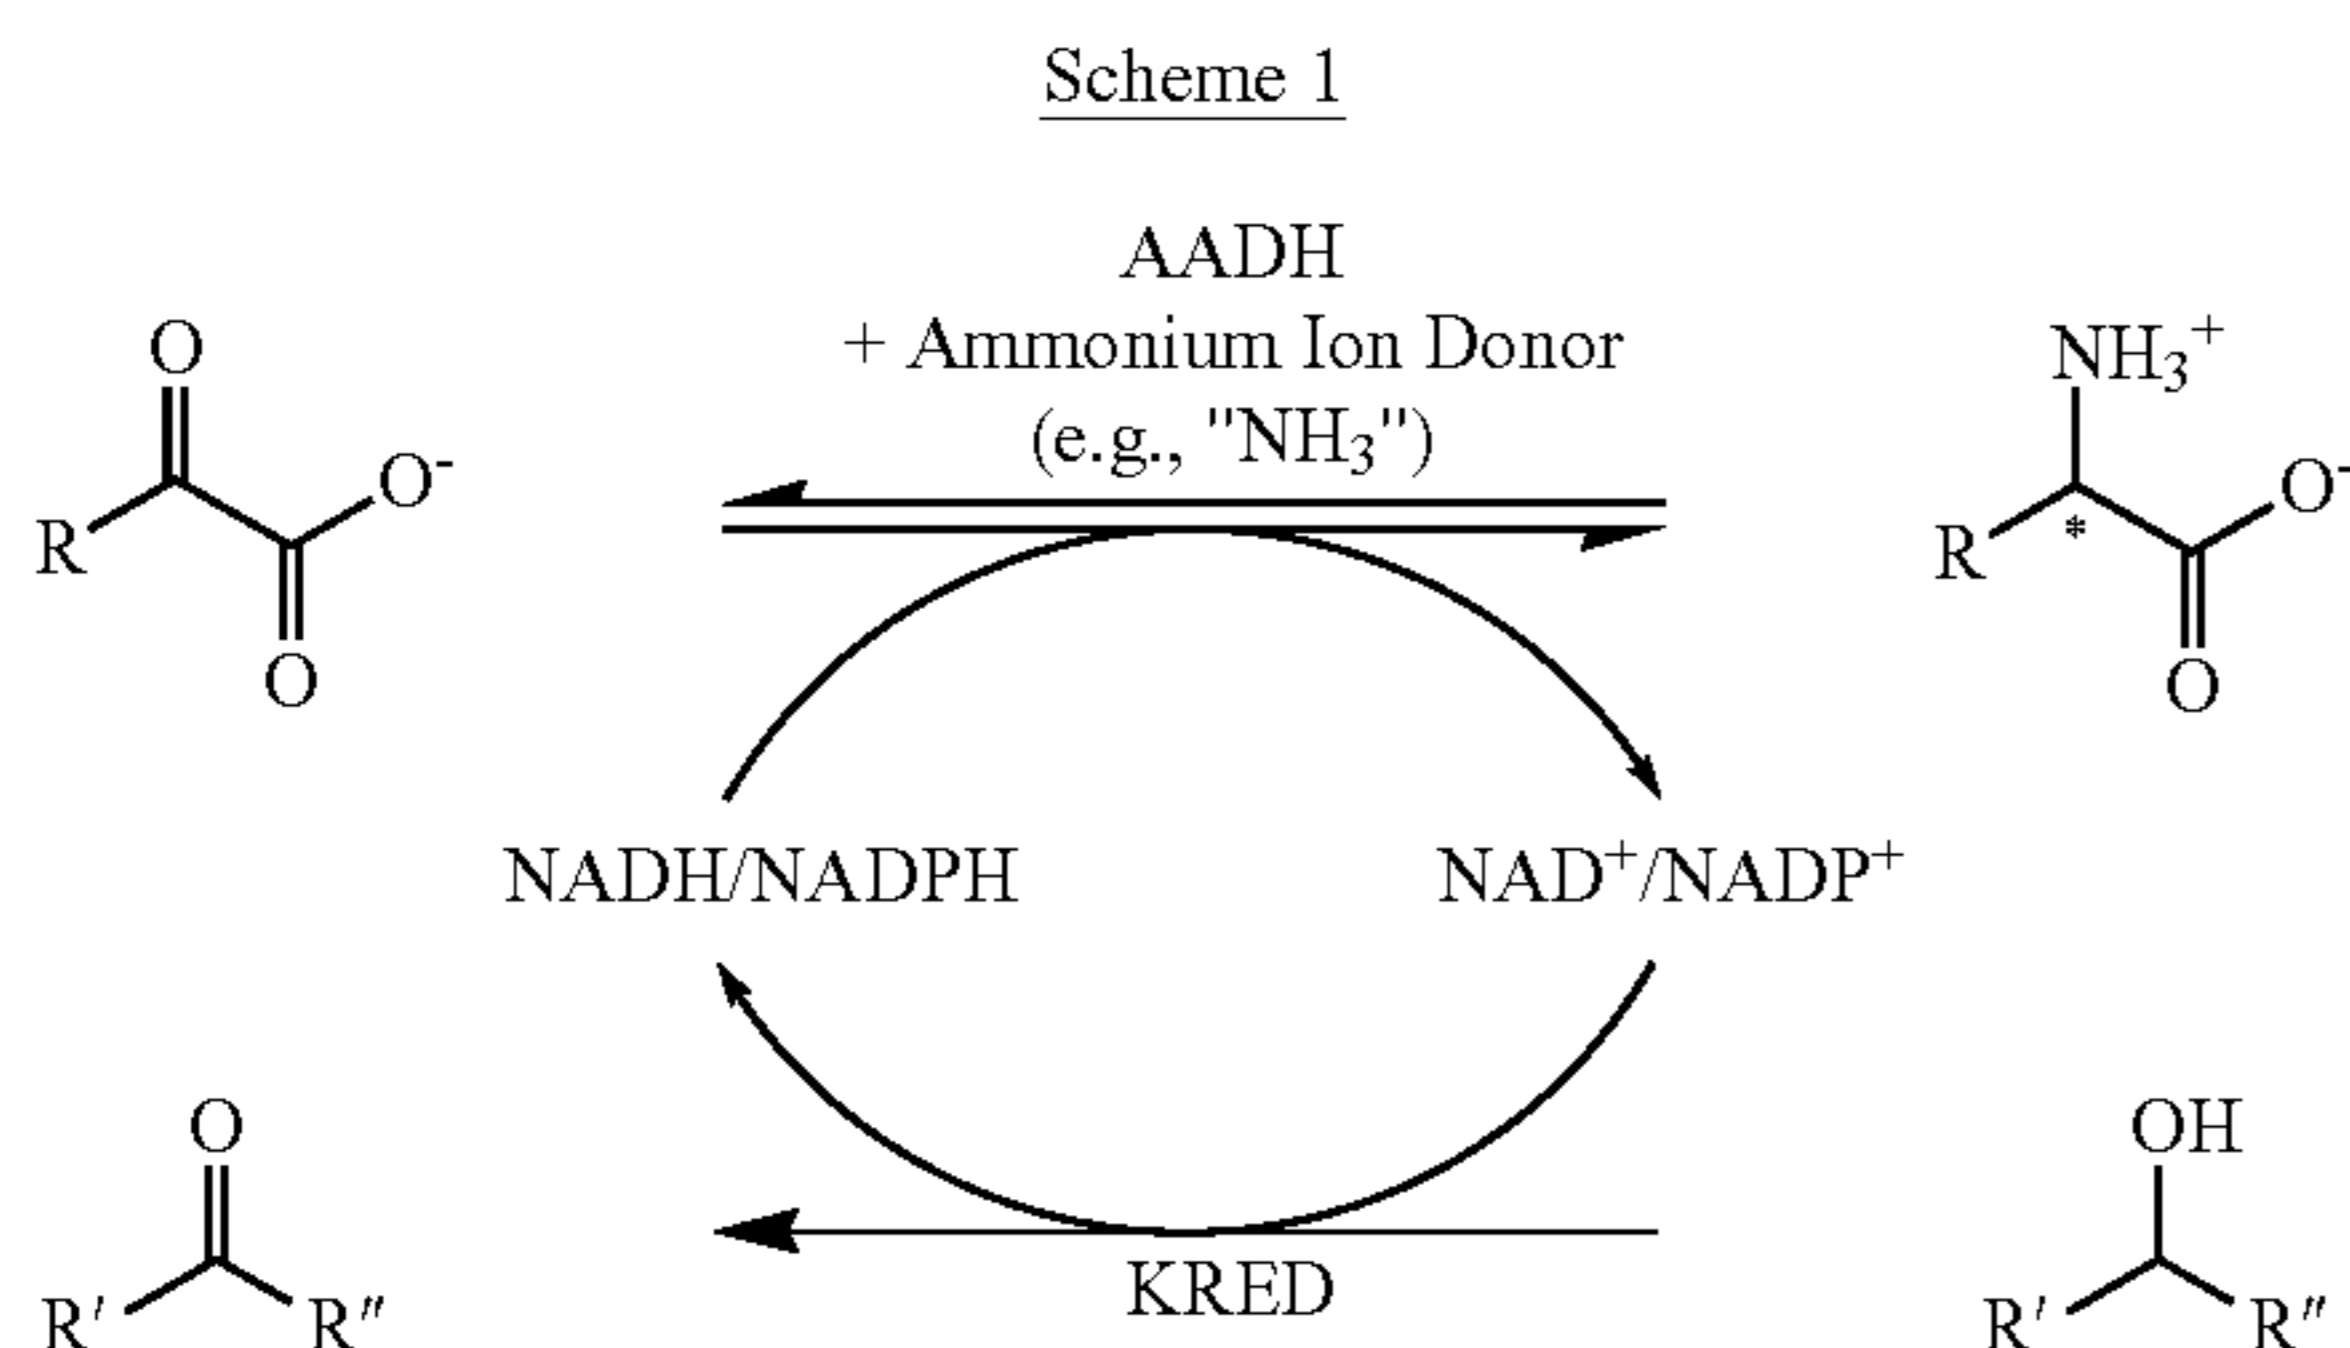 Scheme 1
AADH
+ Ammonium Ion Donor
(e.g., "NH₃")
O
R
O⁻
O
NH₃⁺
R
*
O⁻
O
NADH/NADPH
NAD⁺/NADP⁺
O
R′
R″
KRED
OH
R′
R″